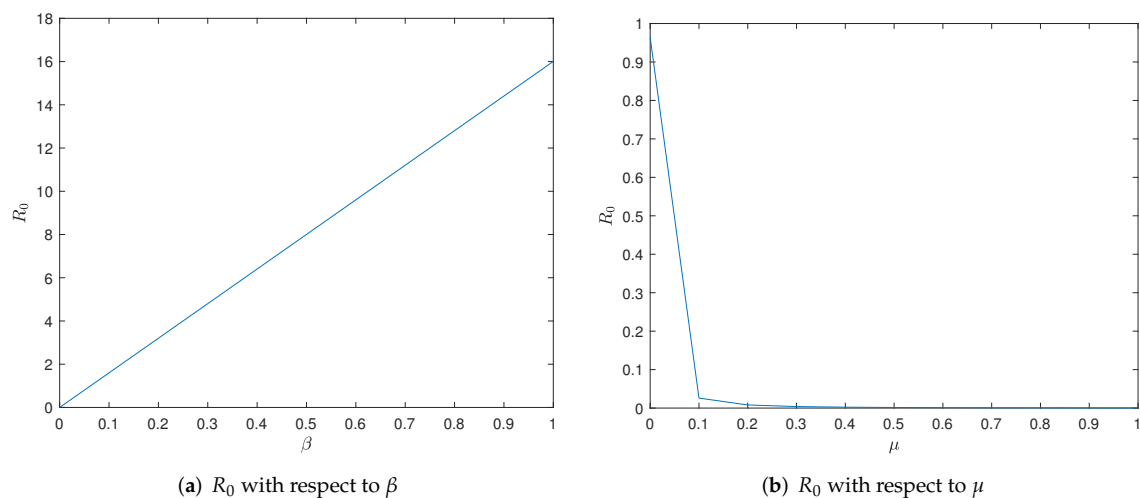 18
16
14
12
10
8
6
4
2
0
R₀
0 0.1 0.2 0.3 0.4 0.5 0.6 0.7 0.8 0.9 1
β
(a) R₀ with respect to β
1
0.9
0.8
0.7
0.6
0.5
0.4
0.3
0.2
0.1
0
R₀
0 0.1 0.2 0.3 0.4 0.5 0.6 0.7 0.8 0.9 1
μ
(b) R₀ with respect to μ